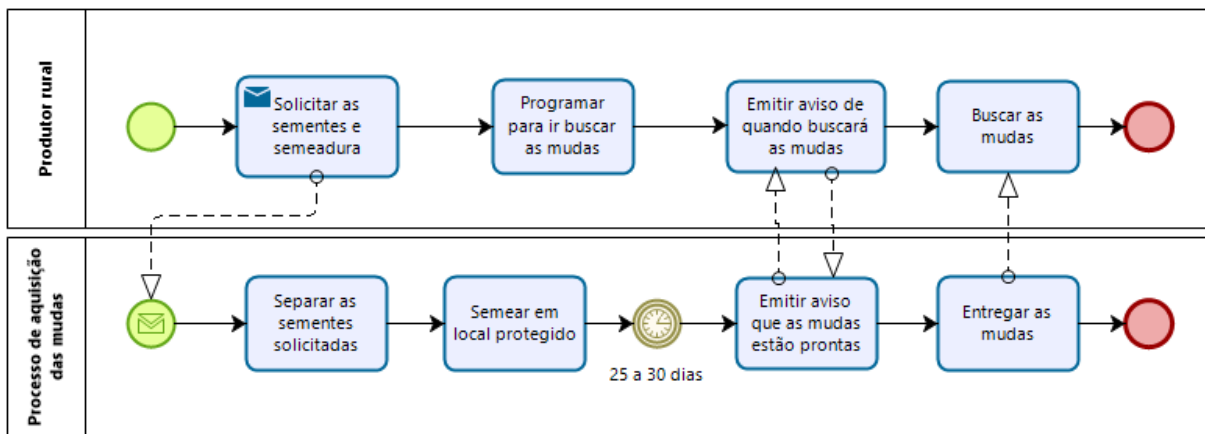 Produtor rural
Solicitar as
sementes e
semeadura
Programar
para ir buscar
as mudas
Emitir aviso de
quando buscará
as mudas
Buscar as
mudas
Processo de aquisição
das mudas
Separar as
sementes
solicitadas
Semear em
local protegido
25 a 30 dias
Emitir aviso
que as mudas
estão prontas
Entregar as
mudas